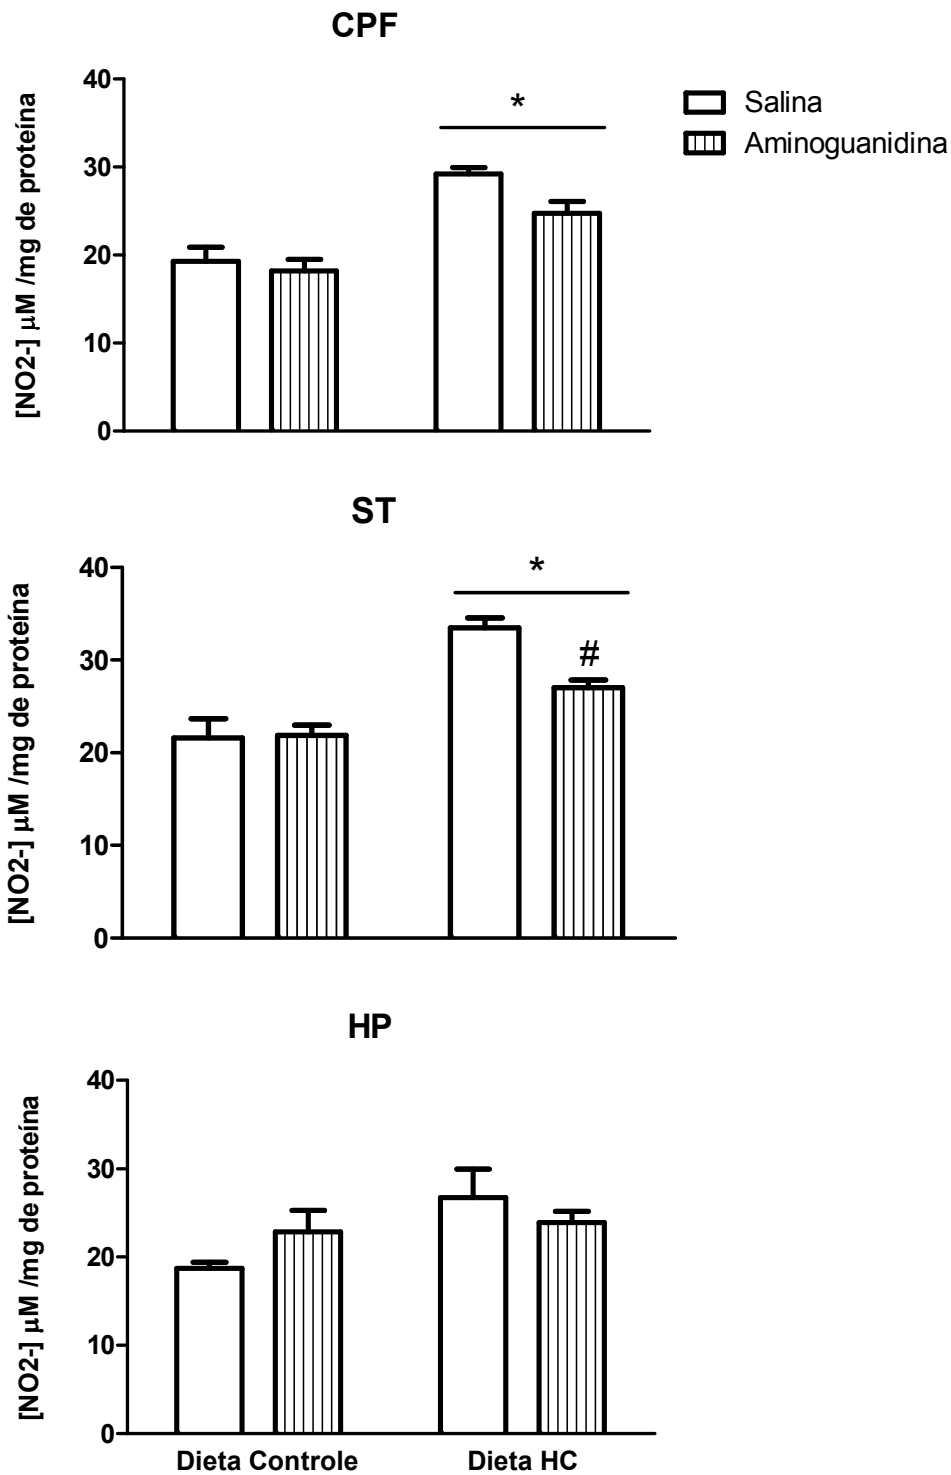 CPF
[NO2-] µM /mg de proteína
40
30
20
10
0
*
Salina
Aminoguanidina
ST
[NO2-] µM /mg de proteína
40
30
20
10
0
*
#
HP
[NO2-] µM /mg de proteína
40
30
20
10
0
Dieta Controle
Dieta HC